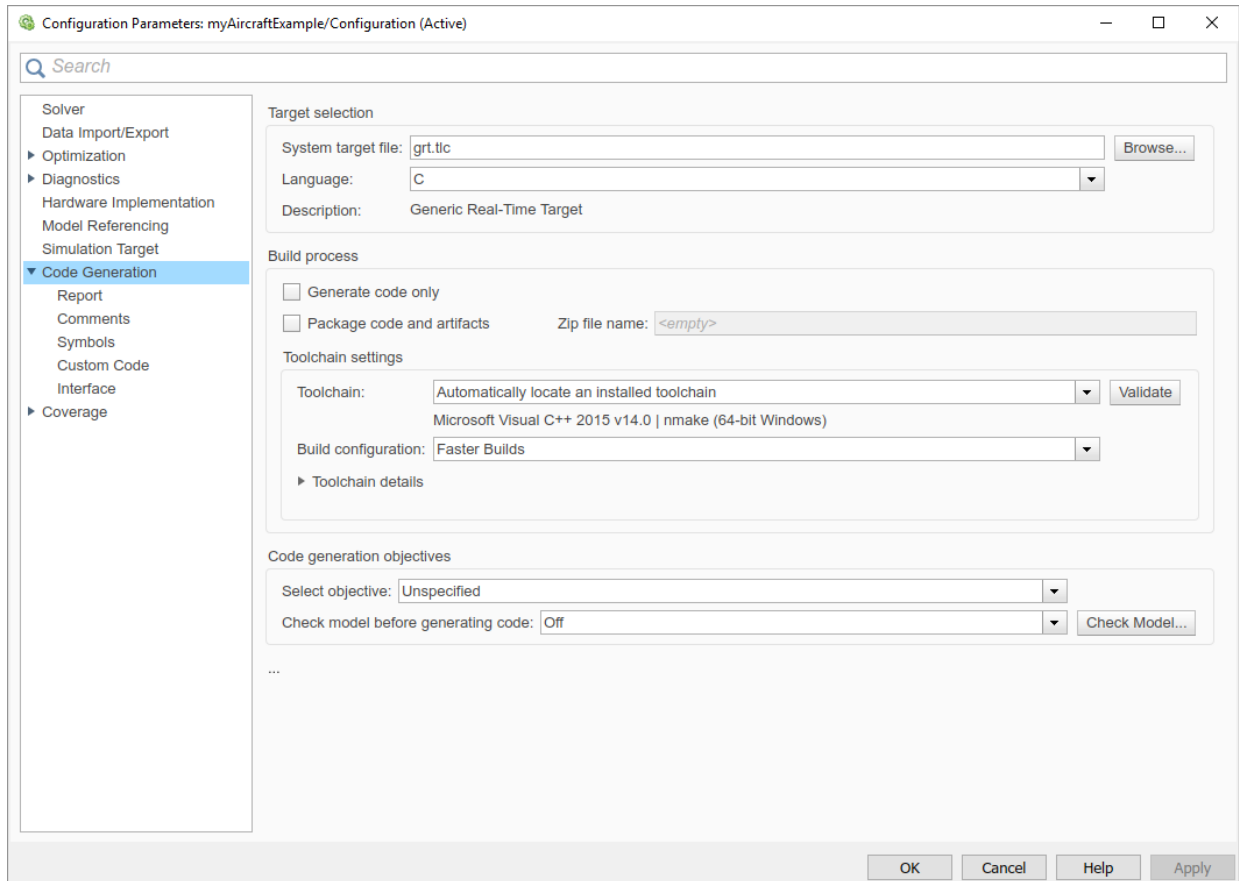 Configuration Parameters: myAircraftExample/Configuration (Active)
Search
Solver
Data Import/Export
Optimization
Diagnostics
Hardware Implementation
Model Referencing
Simulation Target
Code Generation
Report
Comments
Symbols
Custom Code
Interface
Coverage
Target selection
System target file: grt.tlc Browse...
Language: C
Description: Generic Real-Time Target
Build process
Generate code only
Package code and artifacts Zip file name: <empty>
Toolchain settings
Toolchain: Automatically locate an installed toolchain Validate
Microsoft Visual C++ 2015 v14.0 | nmake (64-bit Windows)
Build configuration: Faster Builds
Toolchain details
Code generation objectives
Select objective: Unspecified
Check model before generating code: Off Check Model...
...
OK Cancel Help Apply